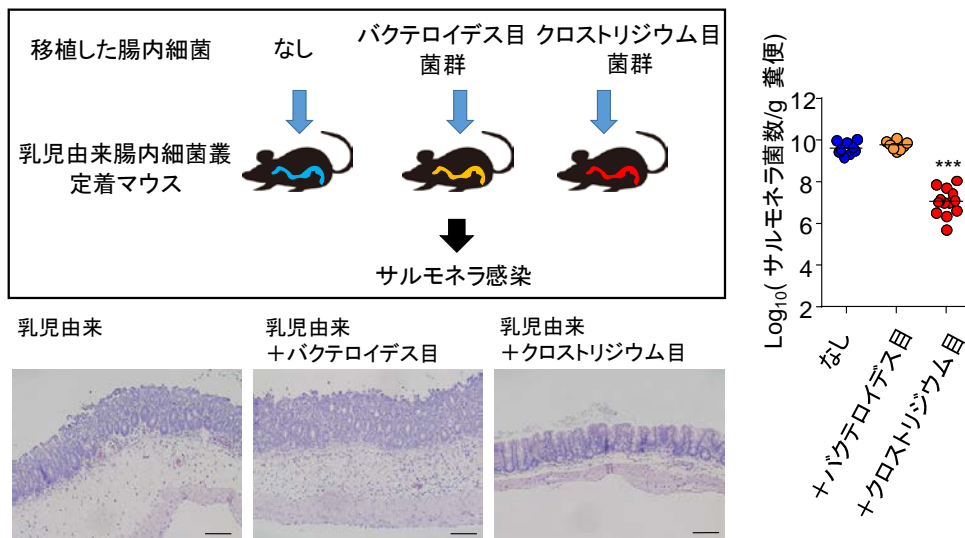 移植した腸内細菌
なし
バクテロイデス目
菌群
クロストリジウム目
菌群
乳児由来腸内細菌叢
定着マウス
サルモネラ感染
乳児由来
乳児由来
＋バクテロイデス目
乳児由来
＋クロストリジウム目
Log10( サルモネラ菌数/g 糞便)
12
10
8
6
4
2
***
なし
＋バクテロイデス目
＋クロストリジウム目